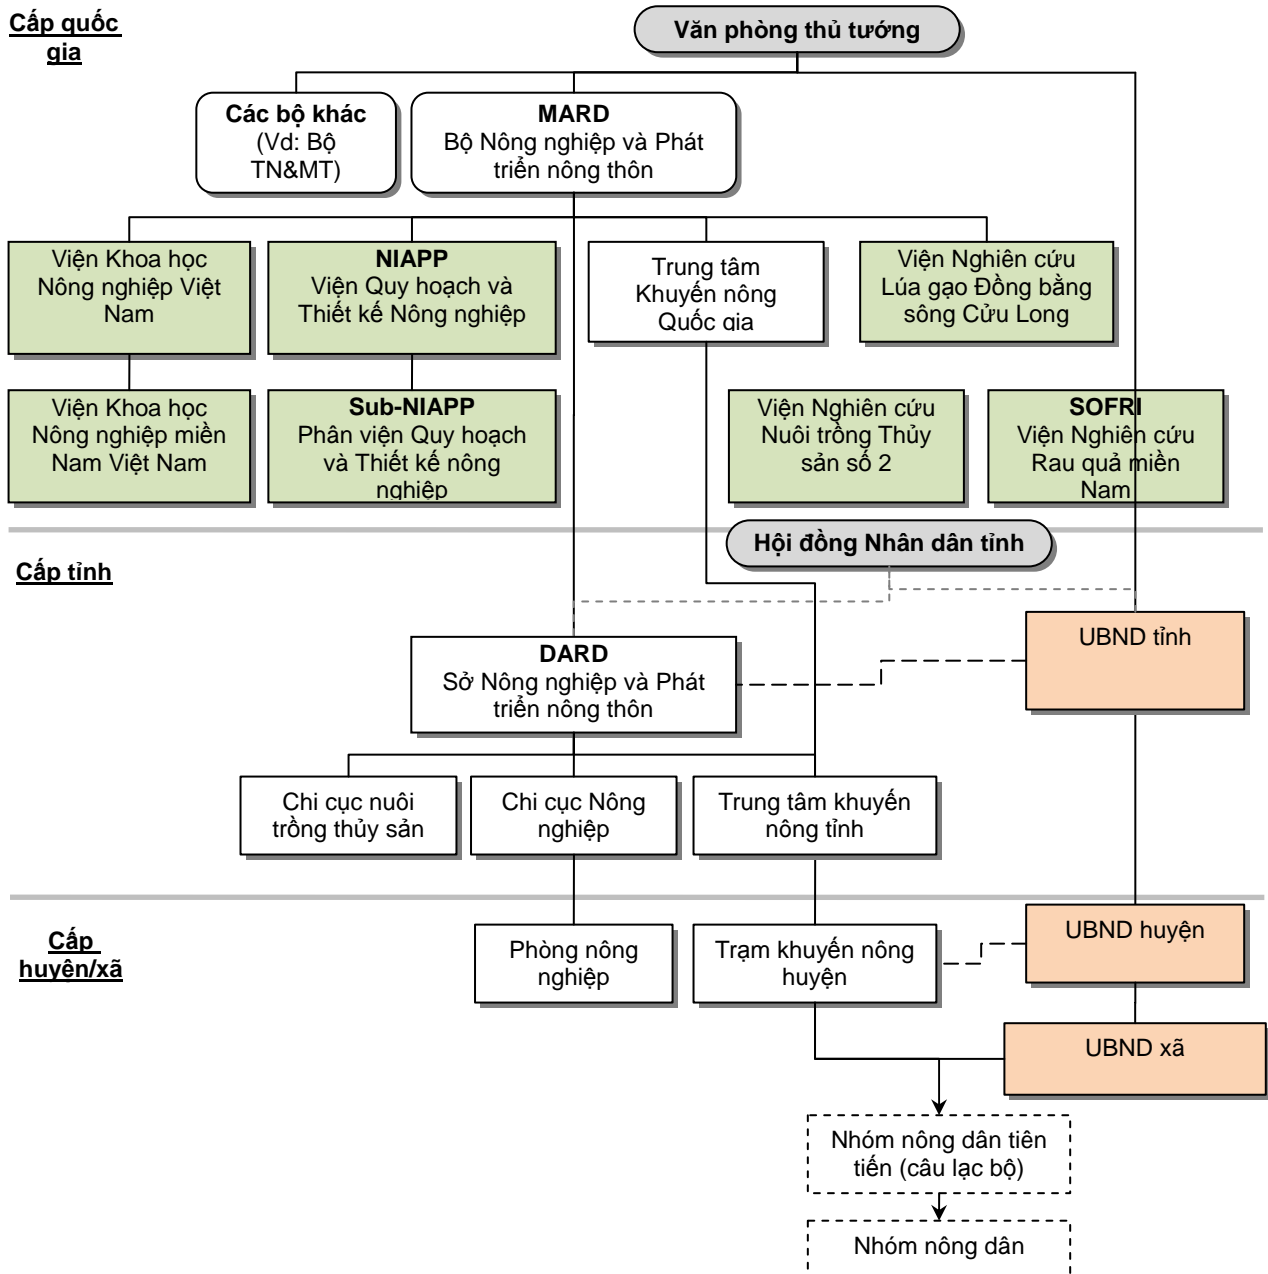 Cấp quốc
gia
Văn phòng thủ tướng
Các bộ khác
(Vd: Bộ
TN&MT)
MARD
Bộ Nông nghiệp và Phát
triển nông thôn
Viện Khoa học
Nông nghiệp Việt
Nam
NIAPP
Viện Quy hoạch và
Thiết kế Nông nghiệp
Trung tâm
Khuyến nông
Quốc gia
Viện Nghiên cứu
Lúa gạo Đồng bằng
sông Cửu Long
Viện Khoa học
Nông nghiệp miền
Nam Việt Nam
Sub-NIAPP
Phân viện Quy hoạch
và Thiết kế nông
nghiệp
Viện Nghiên cứu
Nuôi trồng Thủy
sản số 2
SOFRI
Viện Nghiên cứu
Rau quả miền
Nam
Hội đồng Nhân dân tỉnh
Cấp tỉnh
UBND tỉnh
DARD
Sở Nông nghiệp và Phát
triển nông thôn
Chi cục nuôi
trồng thủy sản
Chi cục Nông
nghiệp
Trung tâm khuyến
nông tỉnh
Cấp
huyện/xã
Phòng nông
nghiệp
Trạm khuyến nông
huyện
UBND huyện
UBND xã
Nhóm nông dân tiên
tiến (câu lạc bộ)
Nhóm nông dân